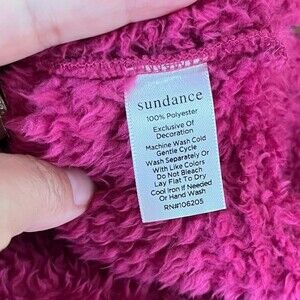 sundance
100% Polyester
Exclusive Of
Decoration
Machine Wash Cold
Gentle Cycle
Wash Separately Or
With Like Colors
Do Not Bleach
Lay Flat To Dry
Cool Iron if Needed
Or Hand Wash
RN#106205